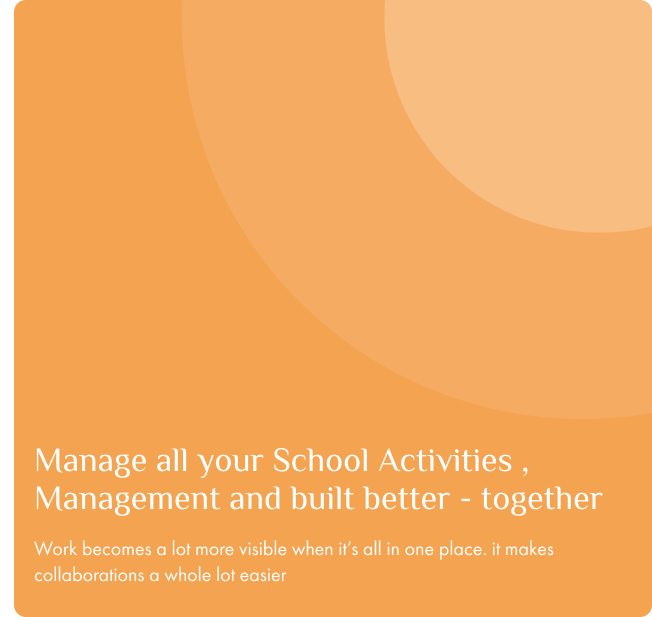 Manage all your School Activities ,
Management and built better - together
Work becomes a lot more visible when it's all in one place. it makes
collaborations a whole lot easier